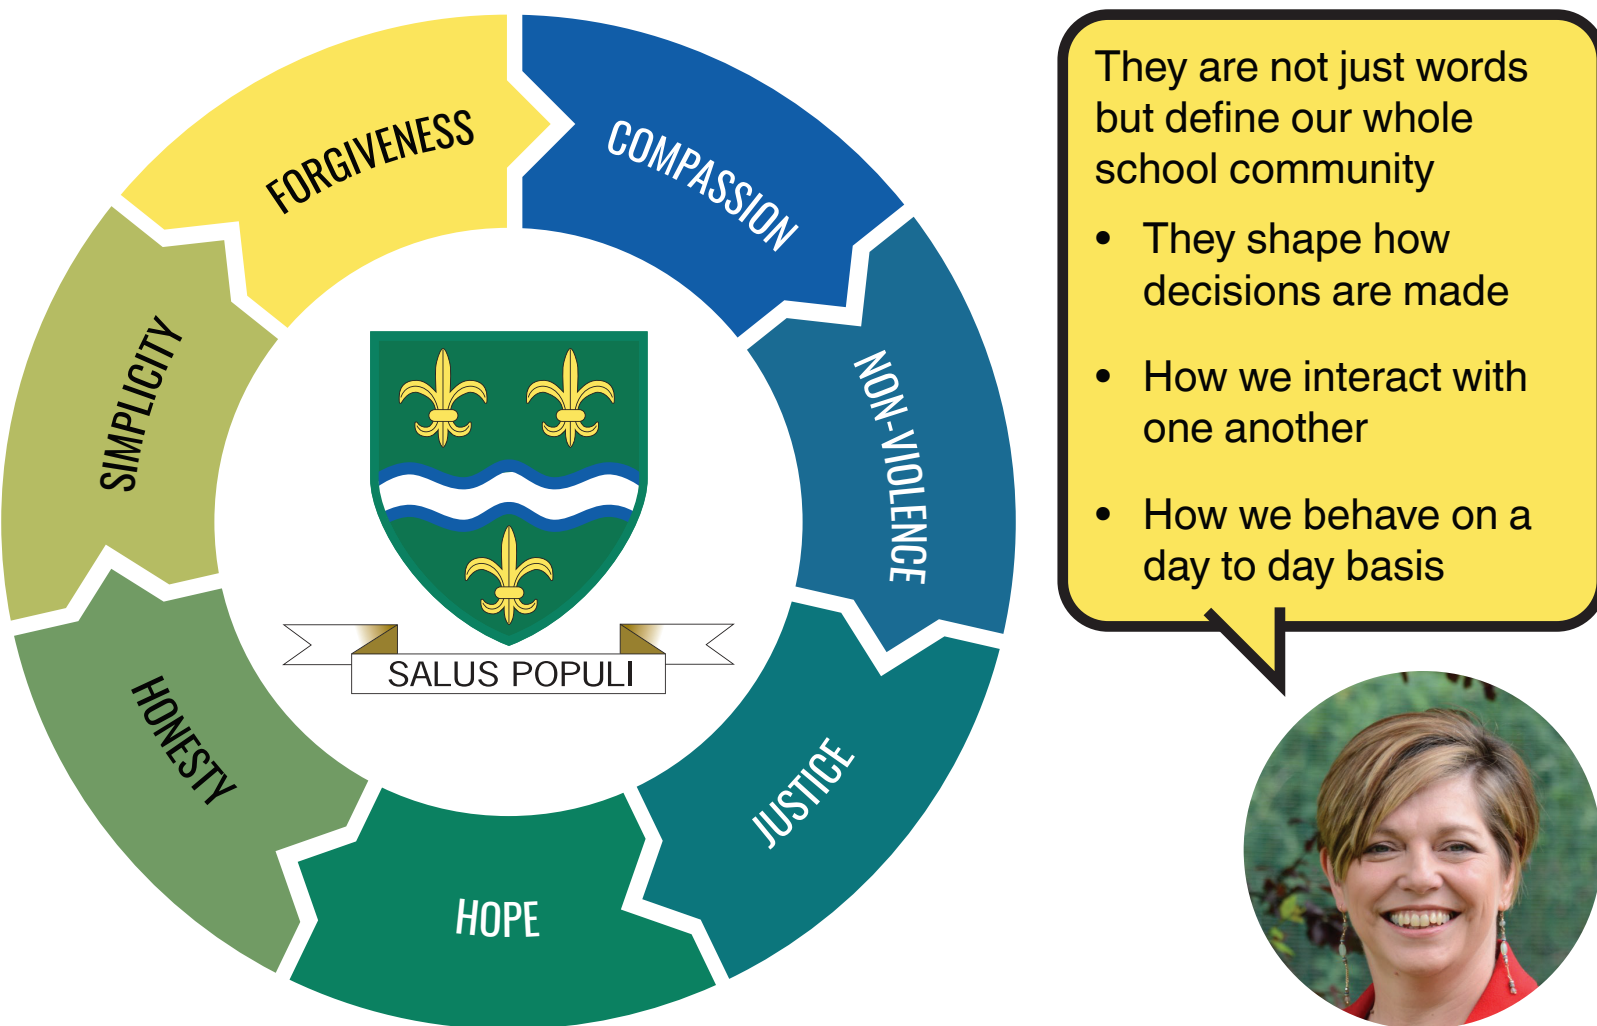 FORGIVENESS
COMPASSION
NON-VIOLENCE
JUSTICE
HOPE
HONESTY
SIMPLICITY
SALUS POPULI
They are not just words
but define our whole
school community
• They shape how
decisions are made
• How we interact with
one another
• How we behave on a
day to day basis